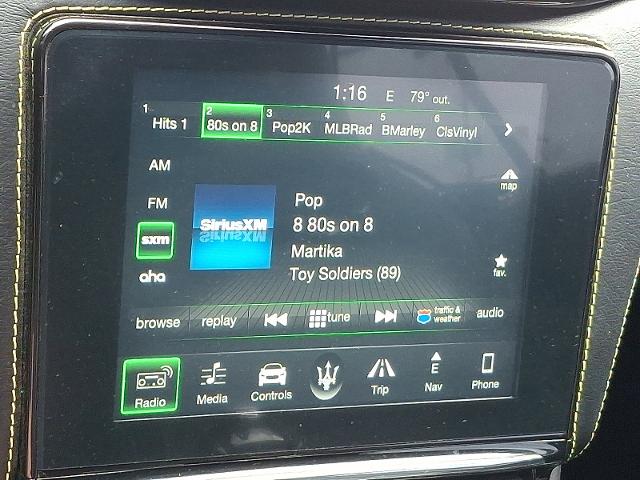 1:16 E 79° out.
1 Hits 1 2 80s on 8 3 Pop2K 4 MLBRad 5 BMarley 6 ClsVinyl
AM
map
FM
sxm
aha
SiriusXM
Pop
8 80s on 8
Martika
Toy Soldiers (89)
fav.
browse replay tune traffic & weather audio
Radio Media Controls Trip E Nav Phone